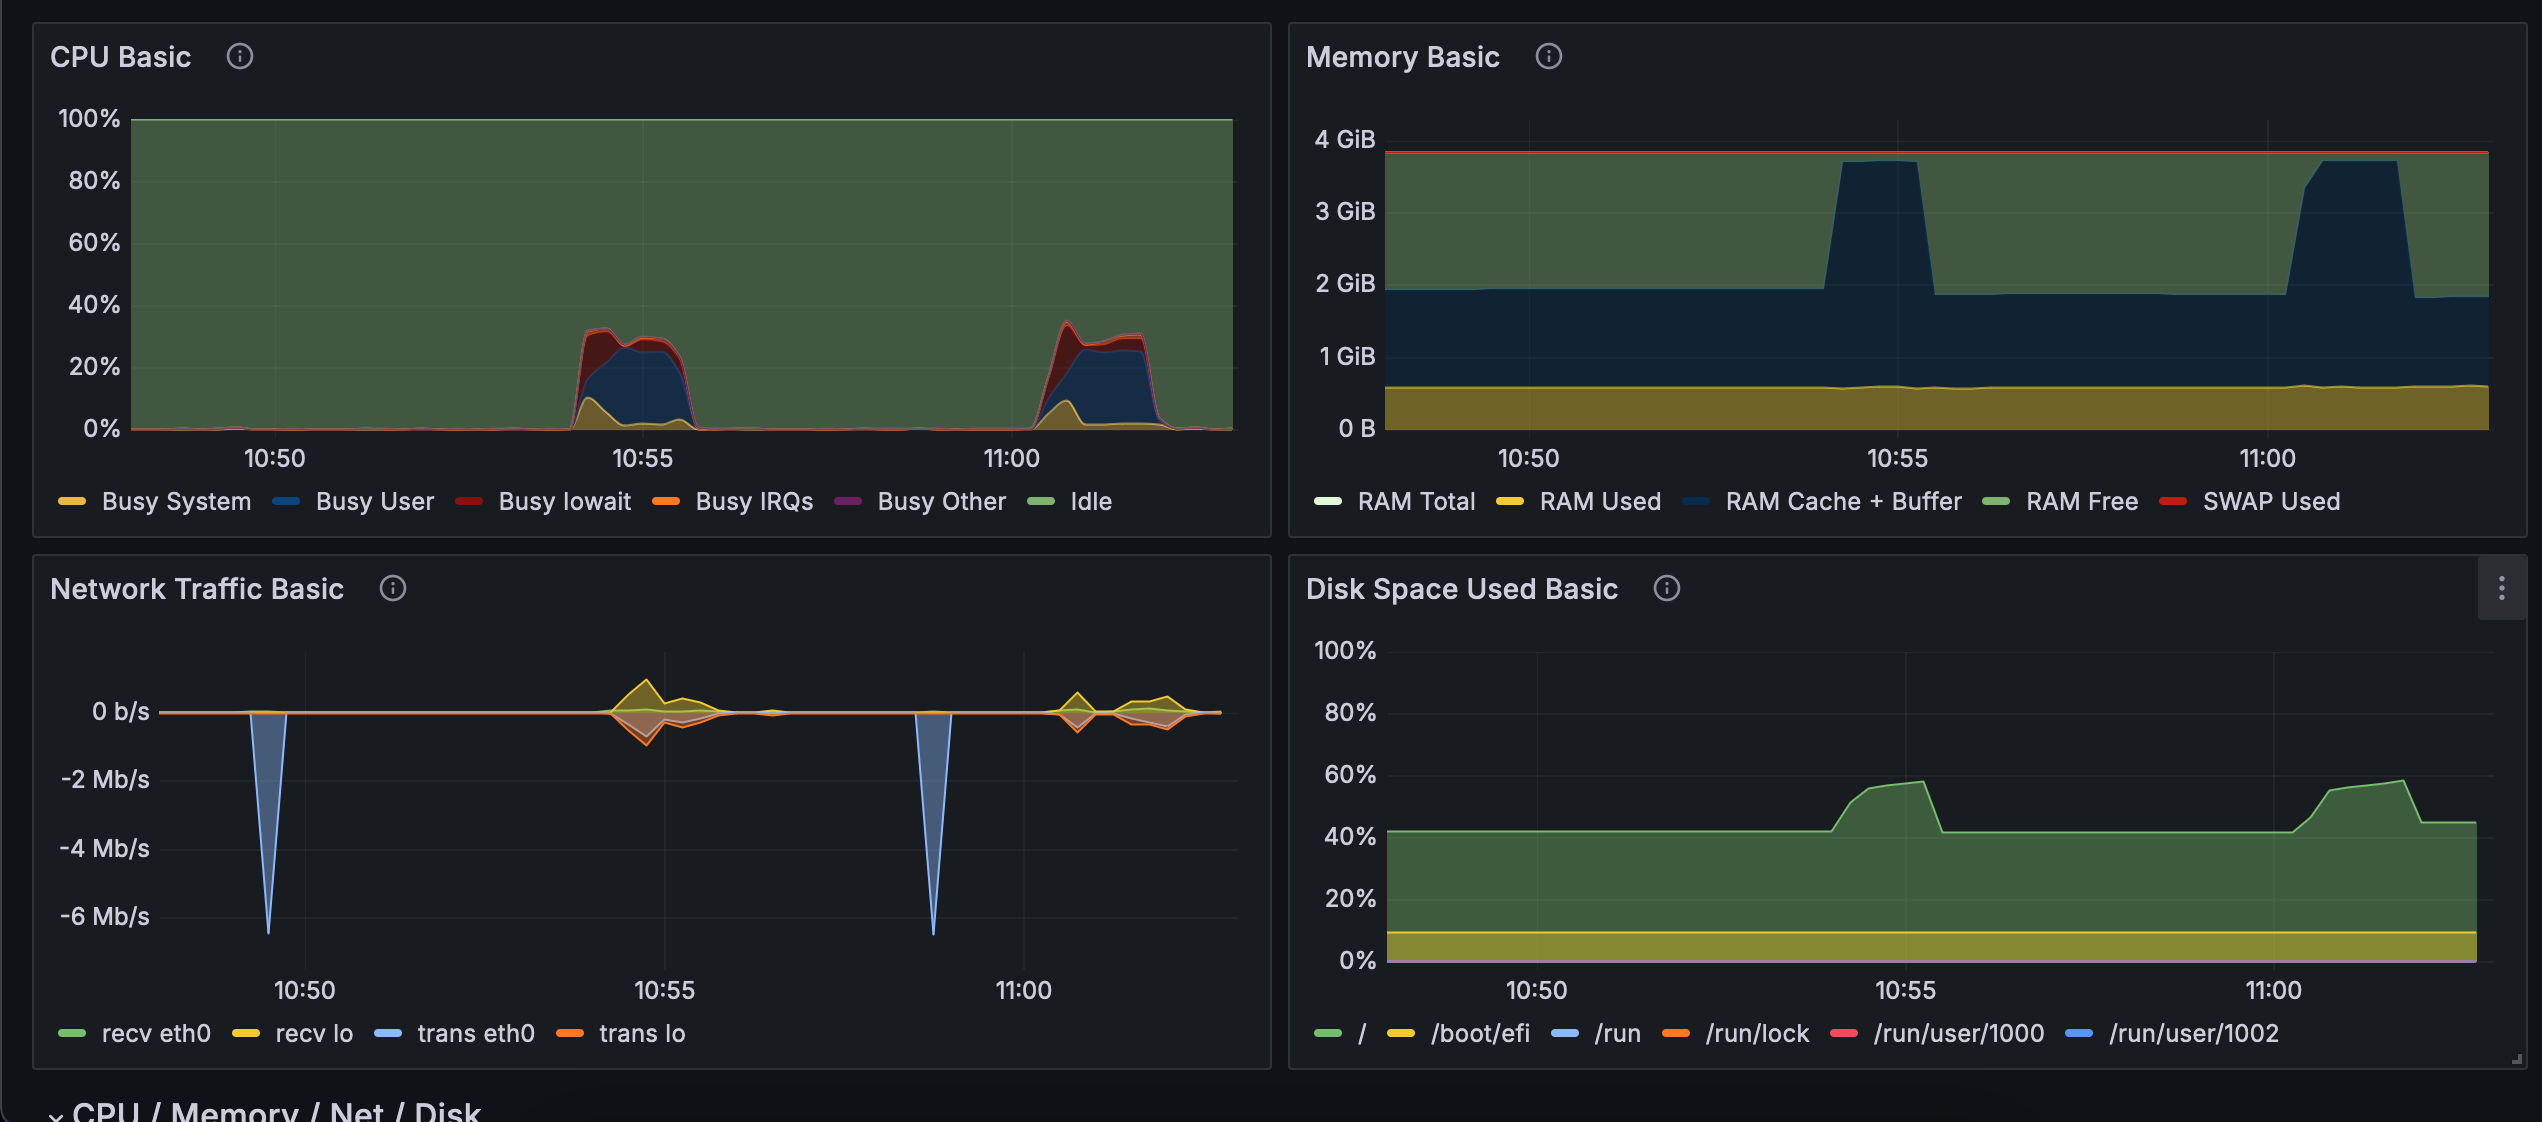 CPU Basic
100%
80%
60%
40%
20%
0%
10:50 10:55 11:00
Busy System Busy User Busy Iowait Busy IRQs Busy Other Idle
Memory Basic
4 GiB
3 GiB
2 GiB
1 GiB
0 B
10:50 10:55 11:00
RAM Total RAM Used RAM Cache + Buffer RAM Free SWAP Used
Network Traffic Basic
0 b/s
-2 Mb/s
-4 Mb/s
-6 Mb/s
10:50 10:55 11:00
recv eth0 recv lo trans eth0 trans lo
Disk Space Used Basic
100%
80%
60%
40%
20%
0%
10:50 10:55 11:00
/ /boot/efi /run /run/lock /run/user/1000 /run/user/1002
CPU / Memory / Net / Disk